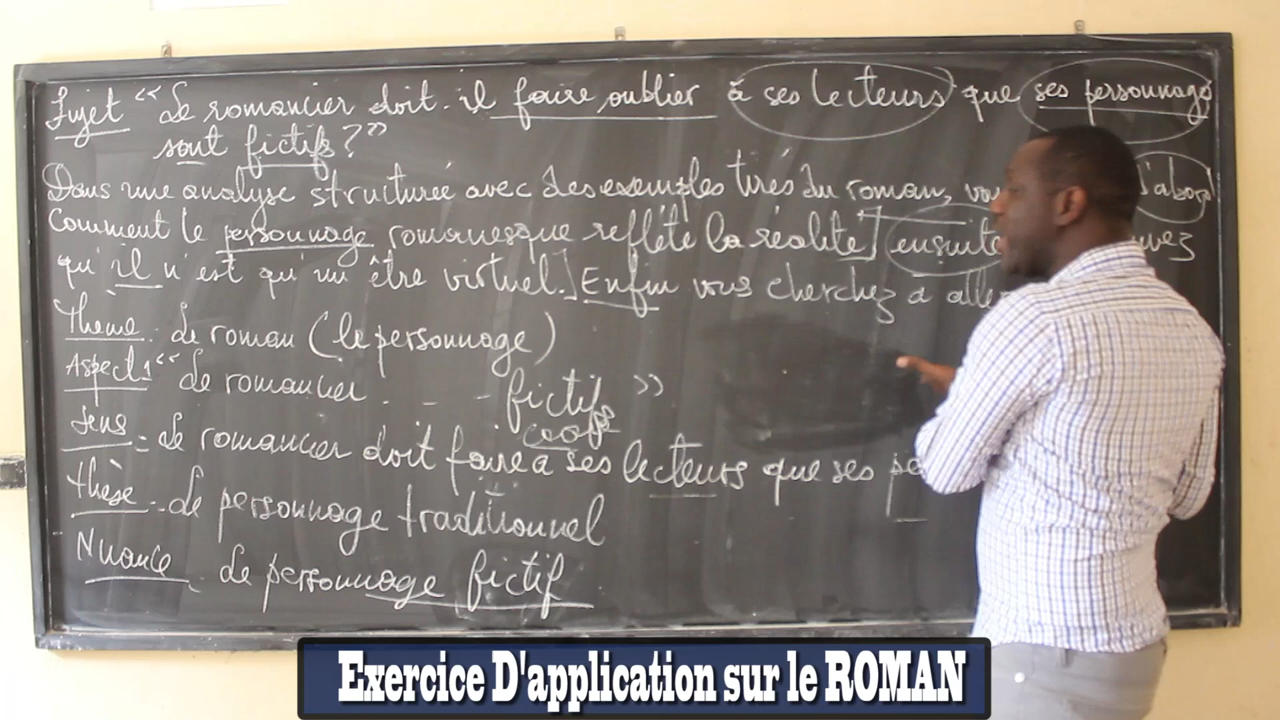 Sujet "Le romancier doit-il faire oublier à ses lecteurs que ses personnages
sont fictifs ?"
Dans une analyse structurée avec des exemples tirés du roman, d'abord
Comment le personnage romanesque reflète la réalité] ensuite
qu'il n'est qu'un être virtuel.] Enfin vous cherchez à
Thème. Le roman (le personnage)
Aspect 1 "Le romancier - - - fictifs"
Sens = Le romancier doit faire à ses lecteurs que ses
Thèse - Le personnage traditionnel
Nuance - Le personnage fictif
Exercice D'application sur le ROMAN